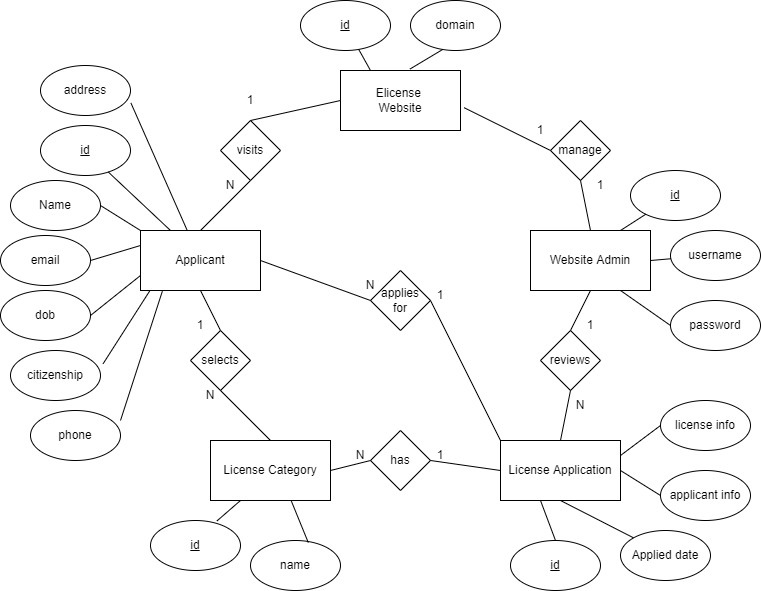 id
domain
Elicense
Website
address
1
visits
N
1
manage
1
id
Name
email
dob
citizenship
phone
Applicant
id
Website Admin
username
password
N
applies
for
1
1
selects
N
1
reviews
N
License Category
N
has
1
License Application
license info
applicant info
id
name
id
Applied date